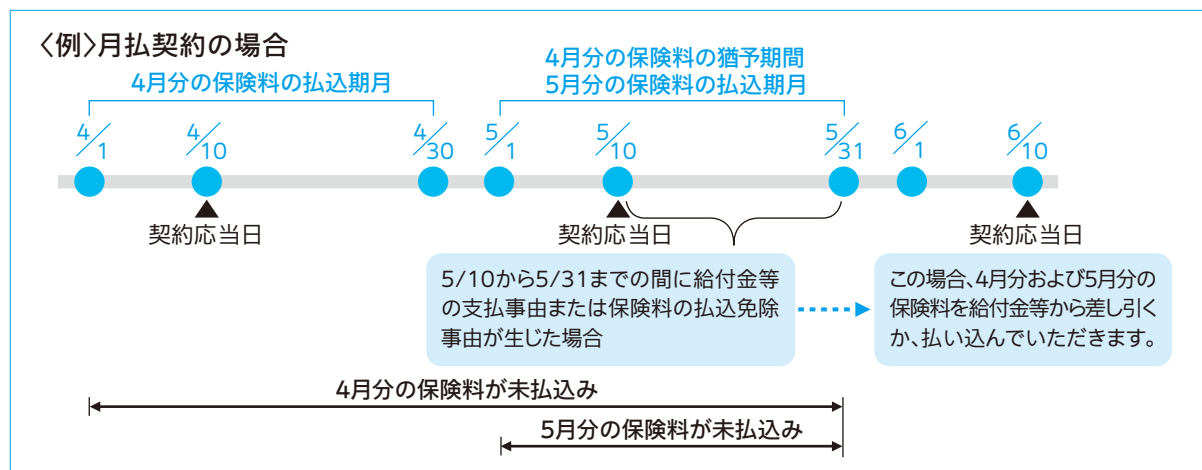 〈例〉月払契約の場合
4月分の保険料の払込期月
4月分の保険料の猶予期間
5月分の保険料の払込期月
4/1
4/10
4/30
5/1
5/10
5/31
6/1
6/10
契約応当日
契約応当日
契約応当日
5/10から5/31までの間に給付金等
の支払事由または保険料の払込免除
事由が生じた場合
この場合、4月分および5月分の
保険料を給付金等から差し引く
か、払い込んでいただきます。
4月分の保険料が未払込み
5月分の保険料が未払込み